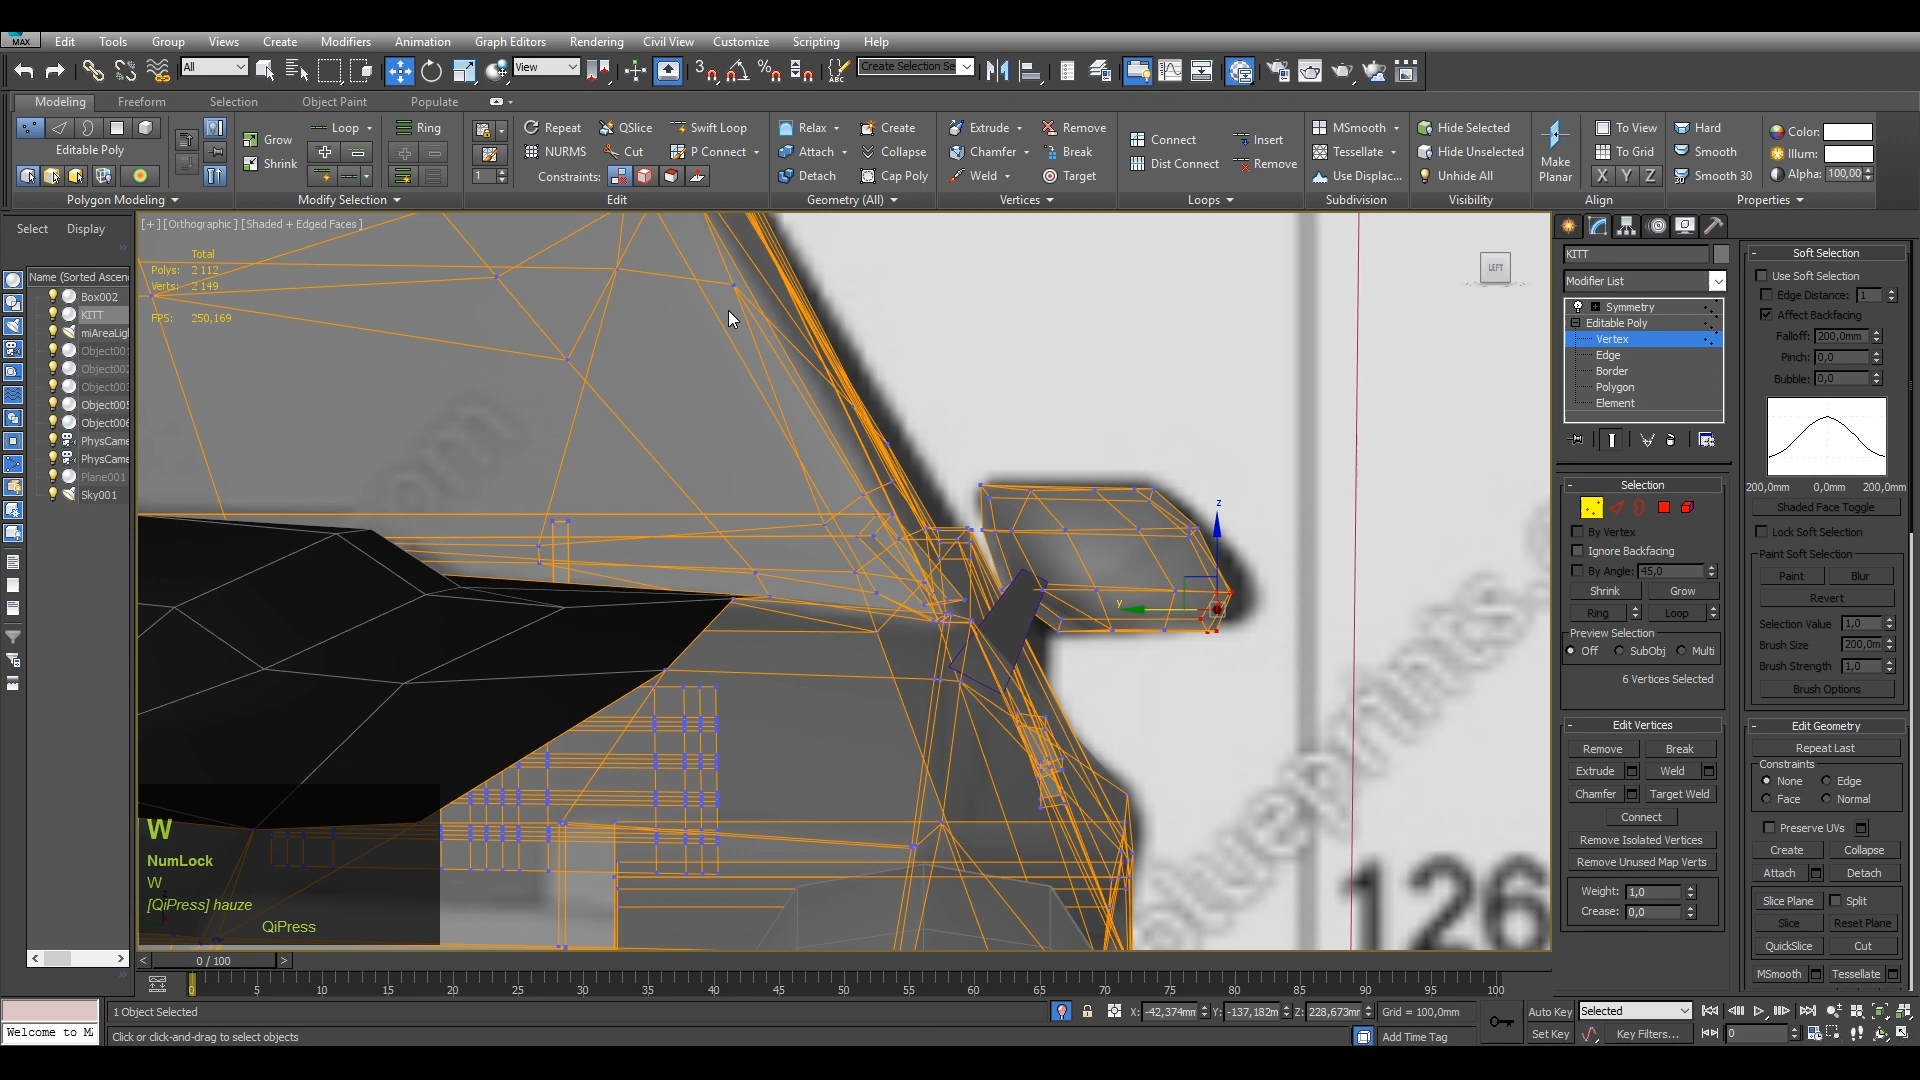 MAX Edit Tools Group Views Create Modifiers Animation Graph Editors Rendering Civil View Customize Scripting Help
All View Create Selection Se
Modeling Freeform Selection Object Paint Populate
Editable Poly Grow Shrink Loop Ring
Repeat QSlice Swift Loop
NURMS Cut P Connect
1 Constraints:
Relax Create
Attach Collapse
Detach Cap Poly
Extrude Remove
Chamfer Break
Weld Target
Connect Insert
Dist Connect Remove
MSmooth
Tessellate
Use Displac...
Hide Selected
Hide Unselected
Unhide All
Make Planar
To View
To Grid
X Y Z
Hard
Smooth
Smooth 30
Color:
Illum:
Alpha: 100,00
Polygon Modeling Modify Selection Edit Geometry (All) Vertices Loops Subdivision Visibility Align Properties
Select Display
Name (Sorted Ascen
Box002
KITT
miAreaLigh
Object00
Object002
Object003
Object005
Object006
PhysCame
PhysCame
Plane001
Sky001
[+] [Orthographic] [Shaded + Edged Faces]
Total
Polys: 2 112
Verts: 2 149
FPS: 250,169
LEFT
z
y
126
W
NumLock
W
[QiPress] hauze
QiPress
KITT
Modifier List
Symmetry
Editable Poly
Vertex
Edge
Border
Polygon
Element
Selection
By Vertex
Ignore Backfacing
By Angle: 45,0
Shrink Grow
Ring Loop
Preview Selection
Off SubObj Multi
6 Vertices Selected
Edit Vertices
Remove Break
Extrude Weld
Chamfer Target Weld
Connect
Remove Isolated Vertices
Remove Unused Map Verts
Weight: 1,0
Crease: 0,0
Soft Selection
Use Soft Selection
Edge Distance: 1
Affect Backfacing
Falloff: 200,0mm
Pinch: 0,0
Bubble: 0,0
200,0mm 0,0mm 200,0mm
Shaded Face Toggle
Lock Soft Selection
Paint Soft Selection
Paint Blur
Revert
Selection Value 1,0
Brush Size 200,0m
Brush Strength 1,0
Brush Options
Edit Geometry
Repeat Last
Constraints
None Edge
Face Normal
Preserve UVs
Create Collapse
Attach Detach
Slice Plane Split
Slice Reset Plane
QuickSlice Cut
MSmooth Tessellate
< 0 / 100 >
0 5 10 15 20 25 30 35 40 45 50 55 60 65 70 75 80 85 90 95 100
1 Object Selected X: -42,374mm Y: -137,182m Z: 228,673mm Grid = 100,0mm Auto Key Selected
Welcome to M Click or click-and-drag to select objects Add Time Tag Set Key Key Filters... 0